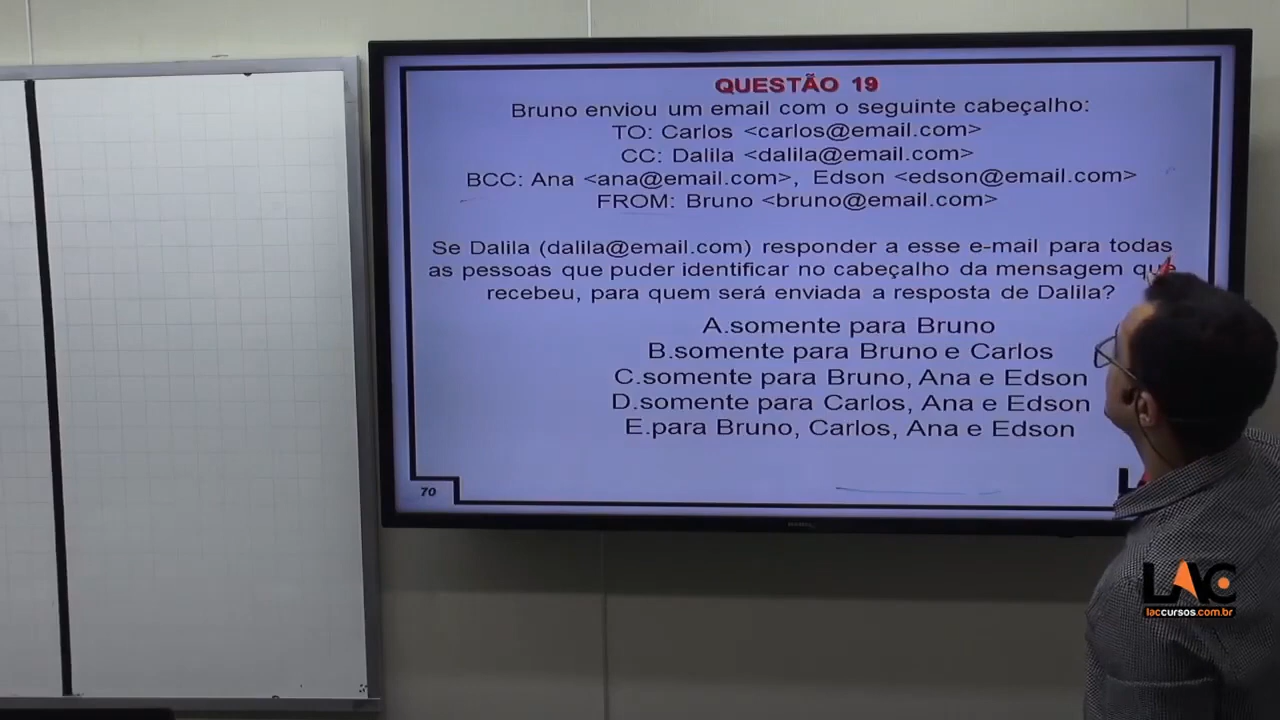 QUESTÃO 19
Bruno enviou um email com o seguinte cabeçalho:
TO: Carlos <carlos@email.com>
CC: Dalila <dalila@email.com>
BCC: Ana <ana@email.com>, Edson <edson@email.com>
FROM: Bruno <bruno@email.com>
Se Dalila (dalila@email.com) responder a esse e-mail para todas
as pessoas que puder identificar no cabeçalho da mensagem que
recebeu, para quem será enviada a resposta de Dalila?
A.somente para Bruno
B.somente para Bruno e Carlos
C.somente para Bruno, Ana e Edson
D.somente para Carlos, Ana e Edson
E.para Bruno, Carlos, Ana e Edson
70
LAC
laccursos.com.br